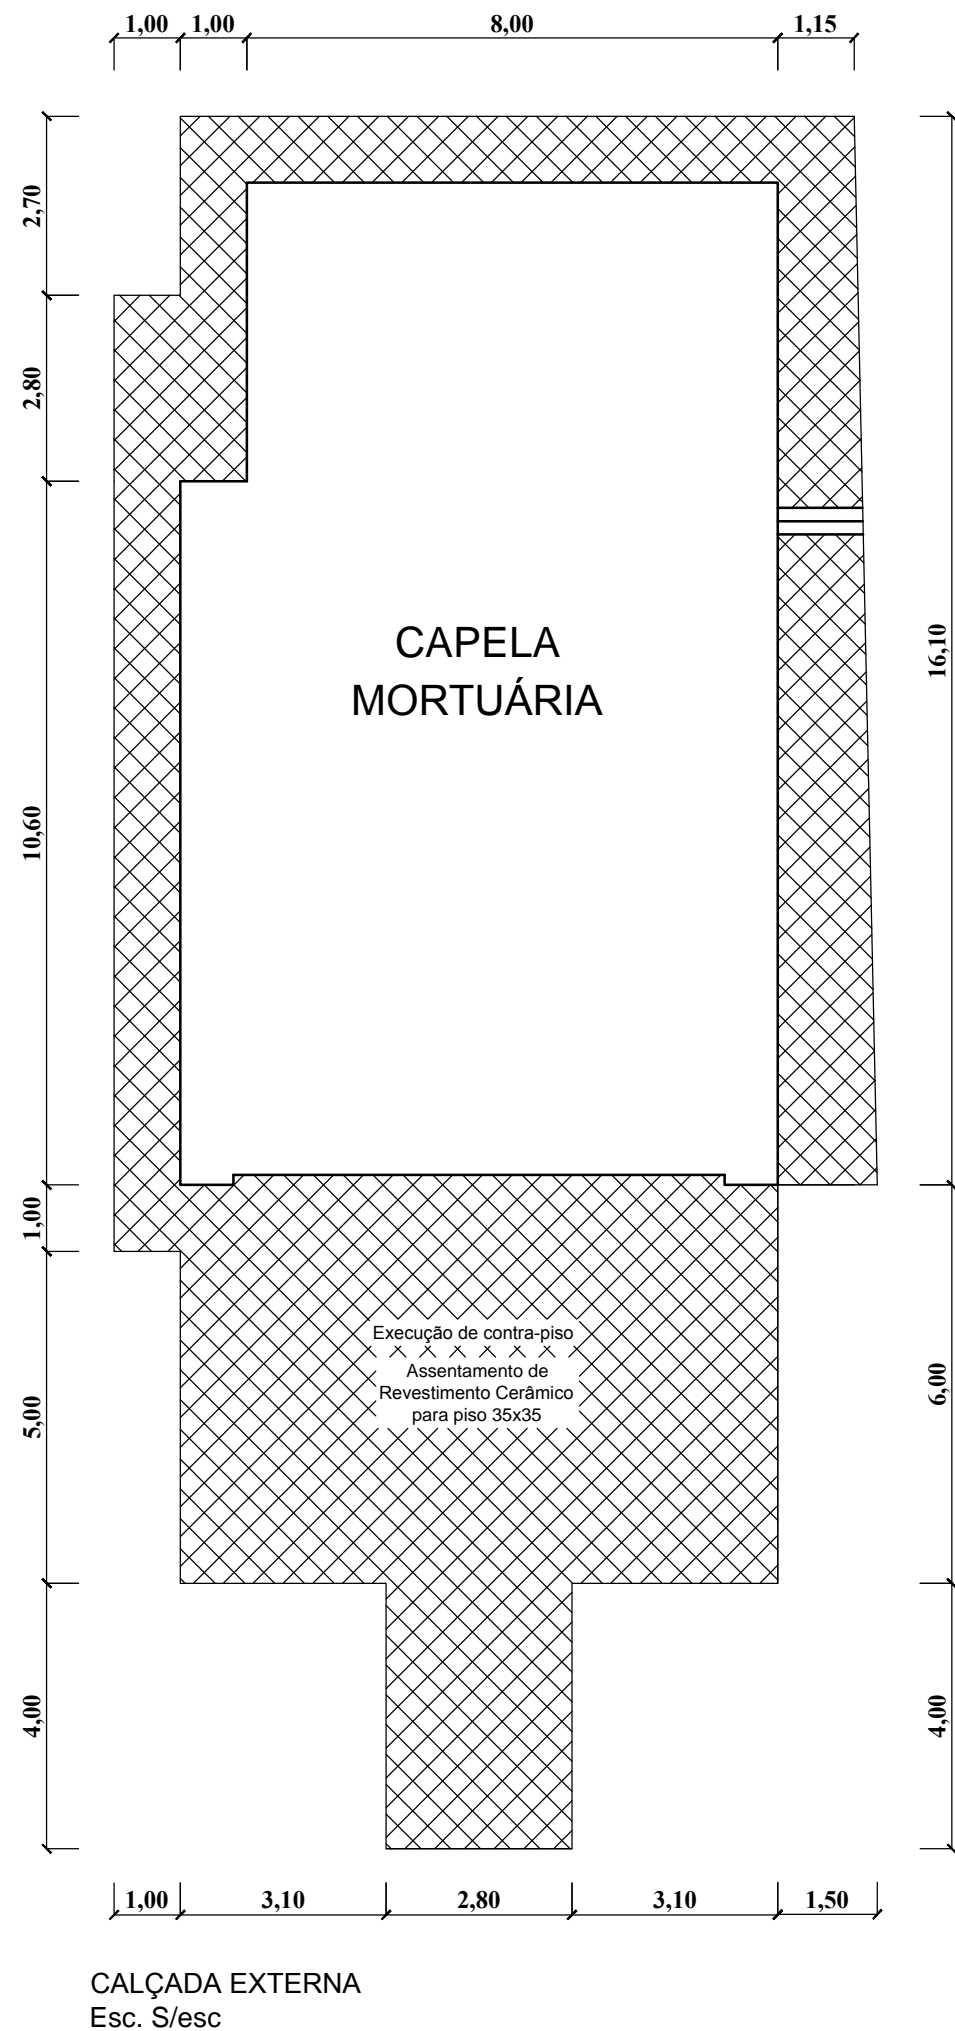 1,00 1,00 8,00 1,15
2,70
2,80
10,60
1,00
5,00
4,00
16,10
6,00
4,00
CAPELA
MORTUÁRIA
Execução de contra-piso
Assentamento de
Revestimento Cerâmico
para piso 35x35
1,00 3,10 2,80 3,10 1,50
CALÇADA EXTERNA
Esc. S/esc